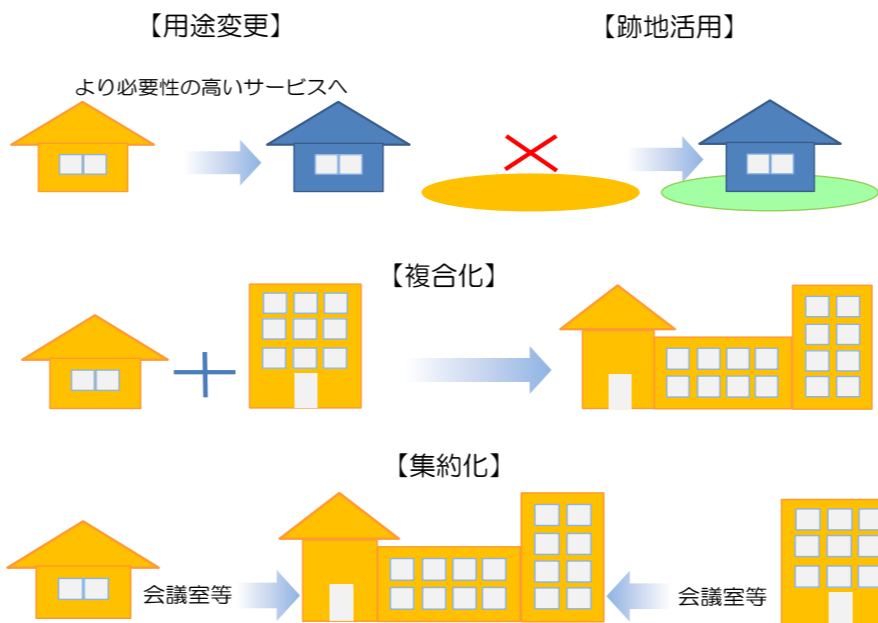 【用途変更】
【跡地活用】
より必要性の高いサービスへ
【複合化】
【集約化】
会議室等
会議室等